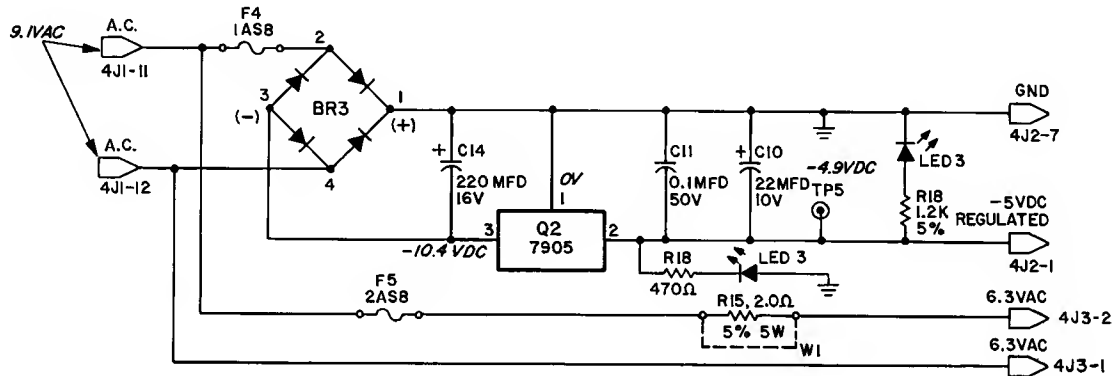 9.1VAC
A.C.
4J1-11
F4
1AS8
2
3
(-)
BR3
1
(+)
4
A.C.
4J1-12
+ C14
220 MFD
16V
0V
1
3
Q2
7905
2
-10.4 VDC
C11
0.1MFD
50V
+ C10
22MFD
10V
-4.9VDC
TP5
LED 3
R18
1.2K
5%
GND
4J2-7
-5VDC
REGULATED
4J2-1
R18
470Ω
LED 3
F5
2AS8
R15, 2.0Ω
5% 5W
W1
6.3VAC
4J3-2
6.3VAC
4J3-1